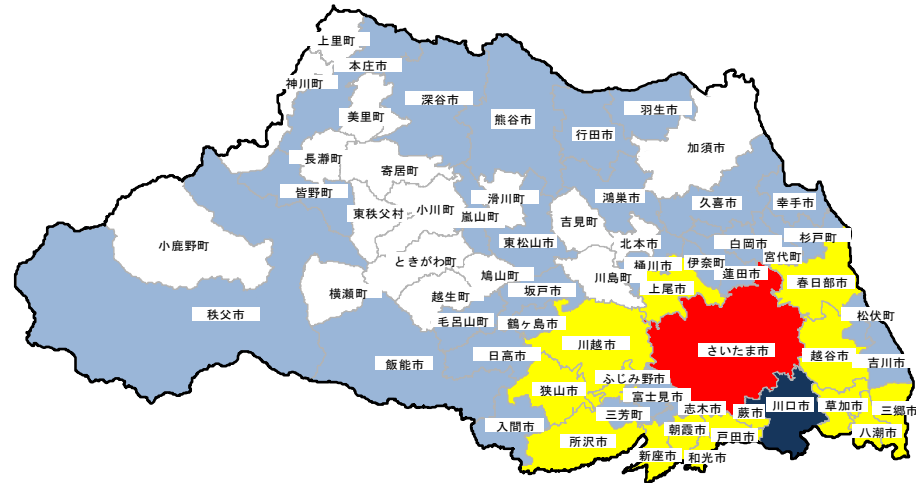 上里町
本庄市
神川町
深谷市
美里町
熊谷市
羽生市
行田市
加須市
長瀞町
寄居町
皆野町
滑川町
鴻巣市
久喜市
幸手市
東秩父村
小川町
嵐山町
吉見町
小鹿野町
東松山市
北本市
白岡市
杉戸町
ときがわ町
鳩山町
川島町
桶川市
伊奈町
宮代町
蓮田市
横瀬町
越生町
坂戸市
上尾市
春日部市
秩父市
毛呂山町
鶴ヶ島市
松伏町
川越市
さいたま市
越谷市
吉川市
飯能市
日高市
ふじみ野市
狭山市
富士見市
三芳町
志木市
蕨市
川口市
草加市
三郷市
入間市
所沢市
朝霞市
戸田市
八潮市
新座市
和光市